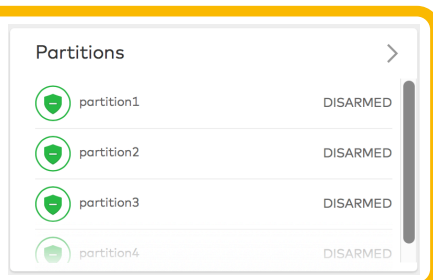 Partitions
partition1 DISARMED
partition2 DISARMED
partition3 DISARMED
partition4 DISARMED